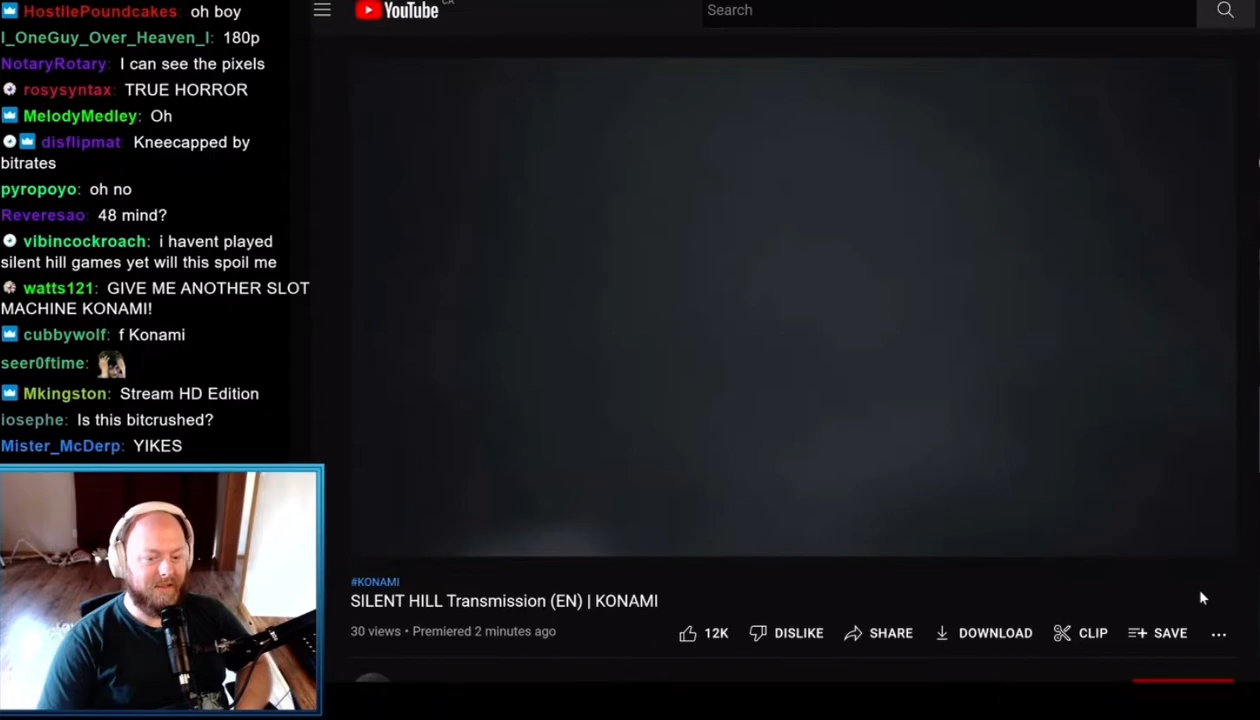 HostilePoundcakes: oh boy
I_OneGuy_Over_Heaven_I: 180p
NotaryRotary: I can see the pixels
rosysyntax: TRUE HORROR
MelodyMedley: Oh
disflipmat: Kneecapped by
bitrates
pyropoyo: oh no
Reveresao: 48 mind?
vibincockroach: i havent played
silent hill games yet will this spoil me
watts121: GIVE ME ANOTHER SLOT
MACHINE KONAMI!
cubbywolf: f Konami
seer0ftime:
Mkingston: Stream HD Edition
iosephe: Is this bitcrushed?
Mister_McDerp: YIKES
YouTube CA
Search
#KONAMI
SILENT HILL Transmission (EN) | KONAMI
30 views • Premiered 2 minutes ago
12K DISLIKE SHARE DOWNLOAD CLIP SAVE